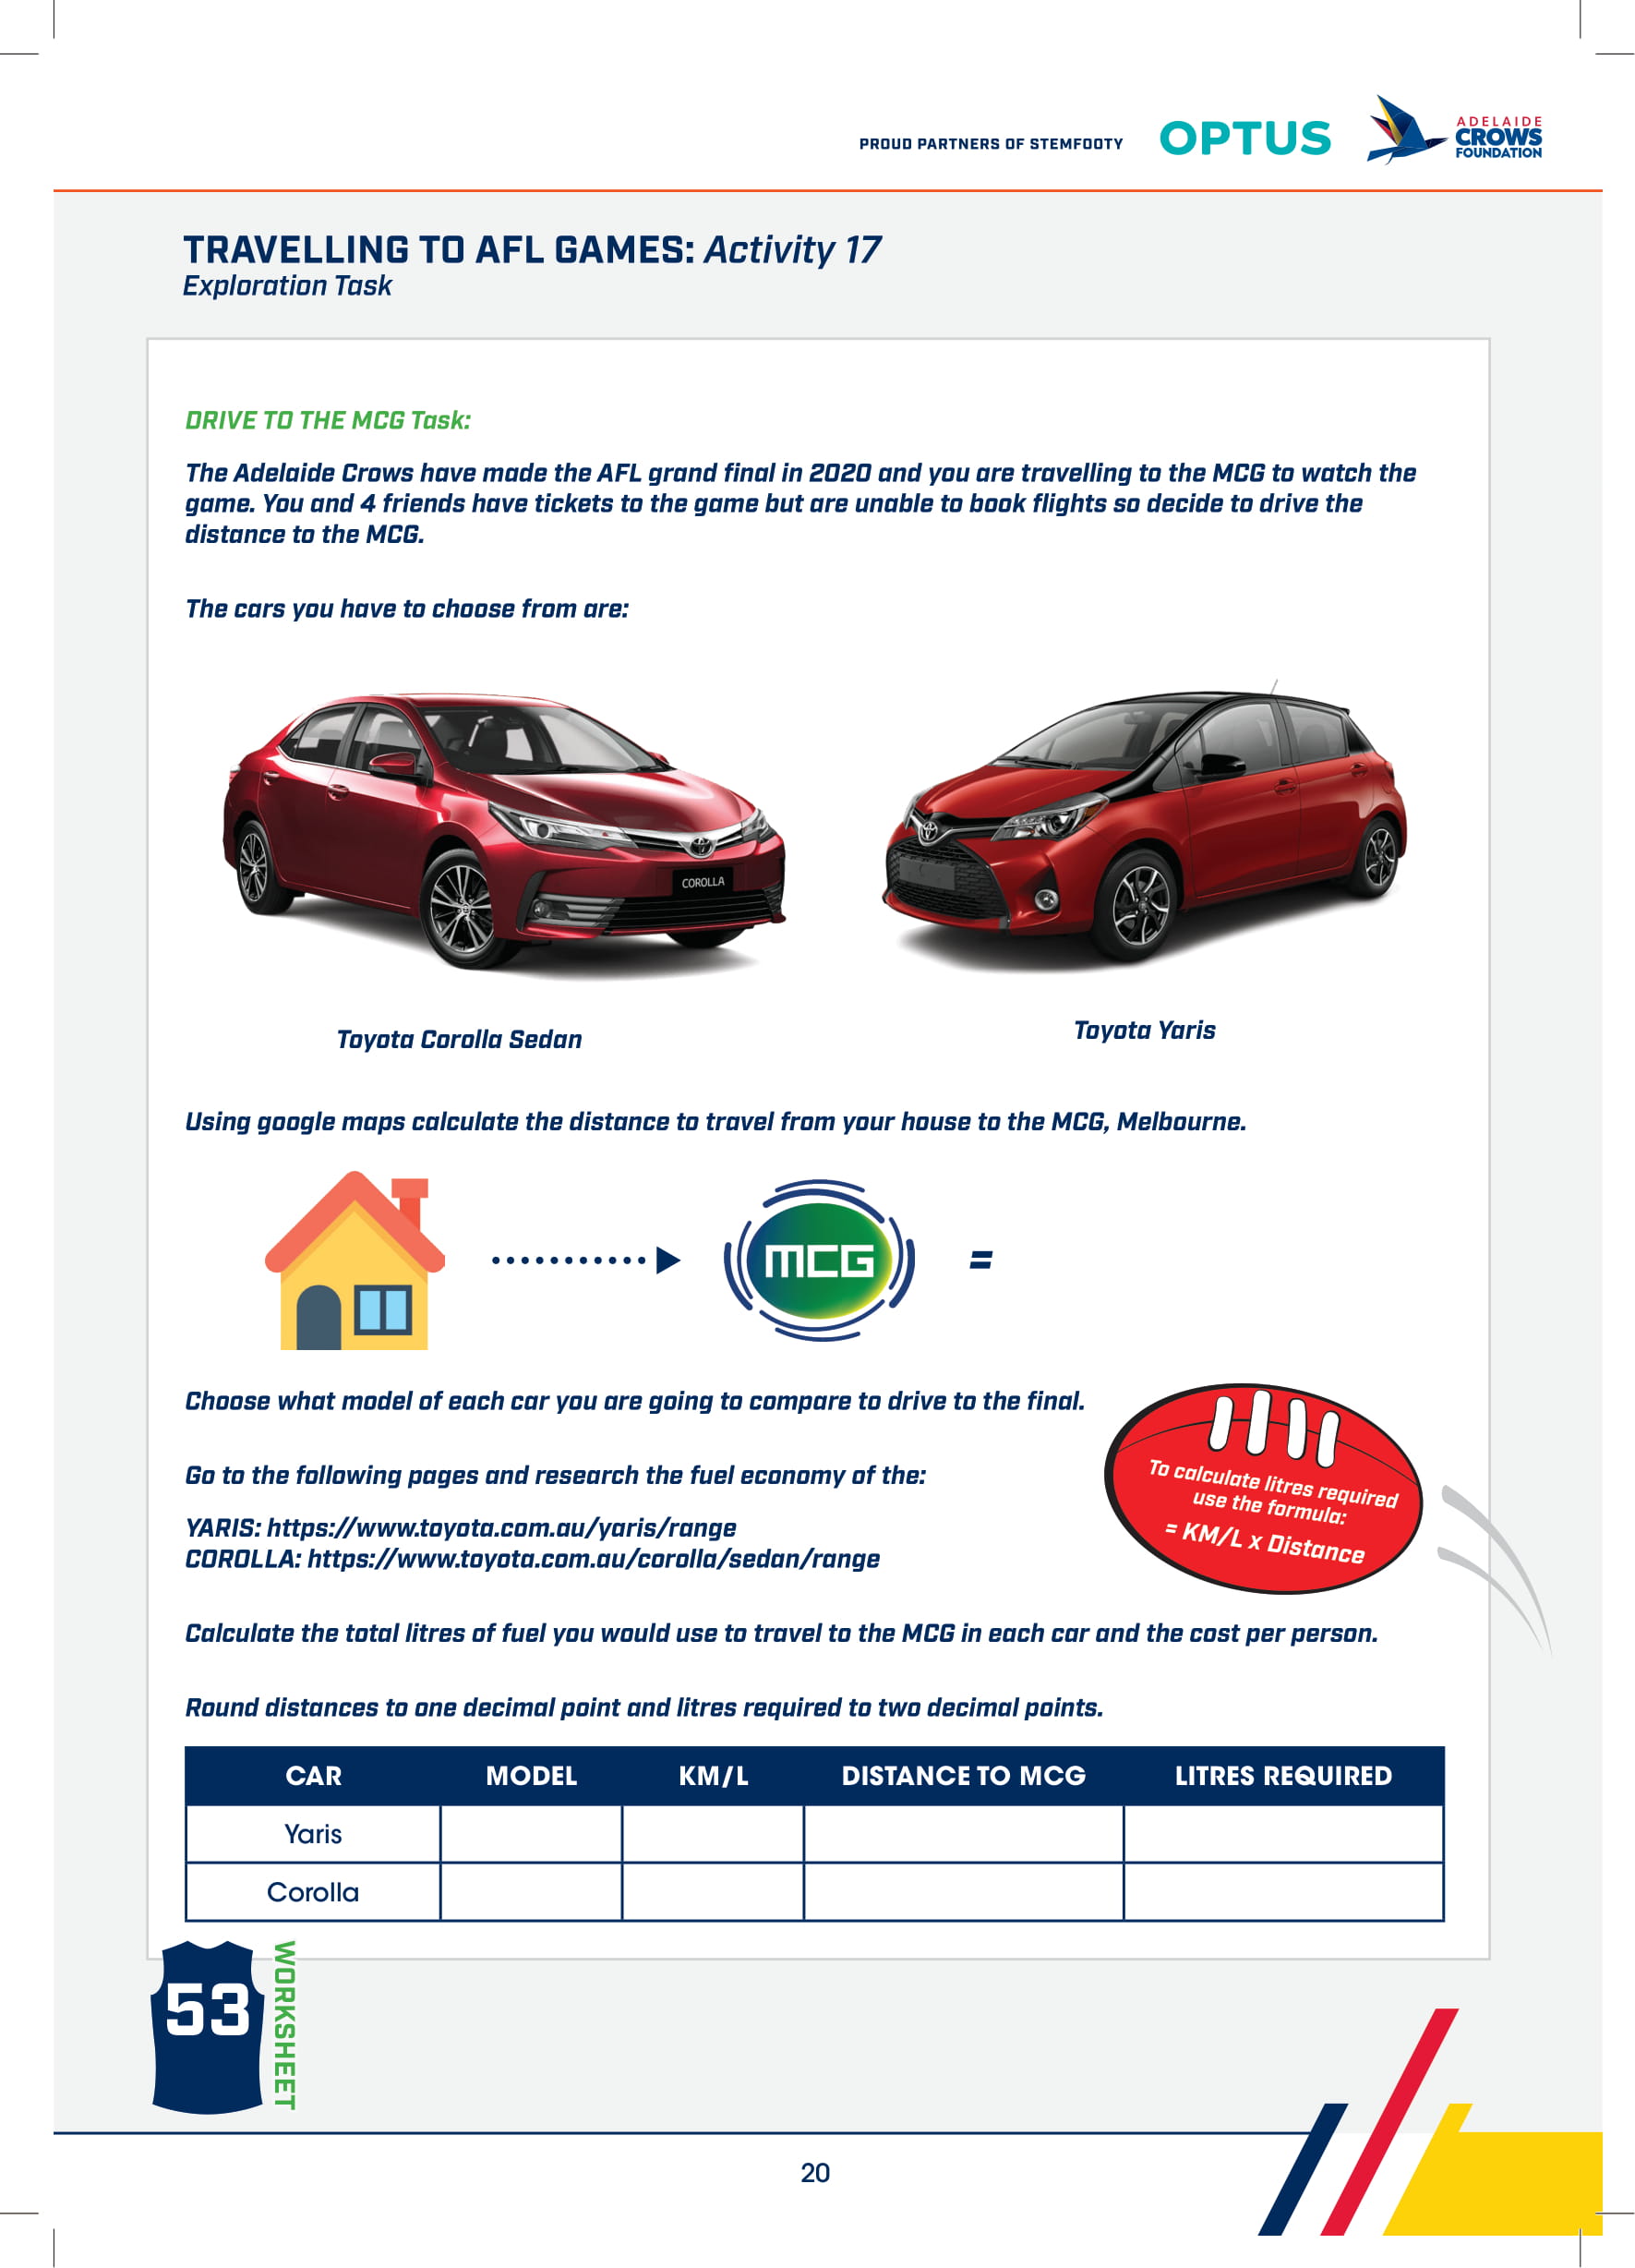 PROUD PARTNERS OF STEMFOOTY
OPTUS
ADELAIDE
CROWS
FOUNDATION
TRAVELLING TO AFL GAMES: Activity 17
Exploration Task
DRIVE TO THE MCG Task:
The Adelaide Crows have made the AFL grand final in 2020 and you are travelling to the MCG to watch the
game. You and 4 friends have tickets to the game but are unable to book flights so decide to drive the
distance to the MCG.
The cars you have to choose from are:
COROLLA
Toyota Corolla Sedan
Toyota Yaris
Using google maps calculate the distance to travel from your house to the MCG, Melbourne.
MCG
=
Choose what model of each car you are going to compare to drive to the final.
Go to the following pages and research the fuel economy of the:
YARIS: https://www.toyota.com.au/yaris/range
COROLLA: https://www.toyota.com.au/corolla/sedan/range
To calculate litres required
use the formula:
= KM/L x Distance
Calculate the total litres of fuel you would use to travel to the MCG in each car and the cost per person.
Round distances to one decimal point and litres required to two decimal points.
CAR MODEL KM/L DISTANCE TO MCG LITRES REQUIRED
Yaris
Corolla
53
WORKSHEET
20